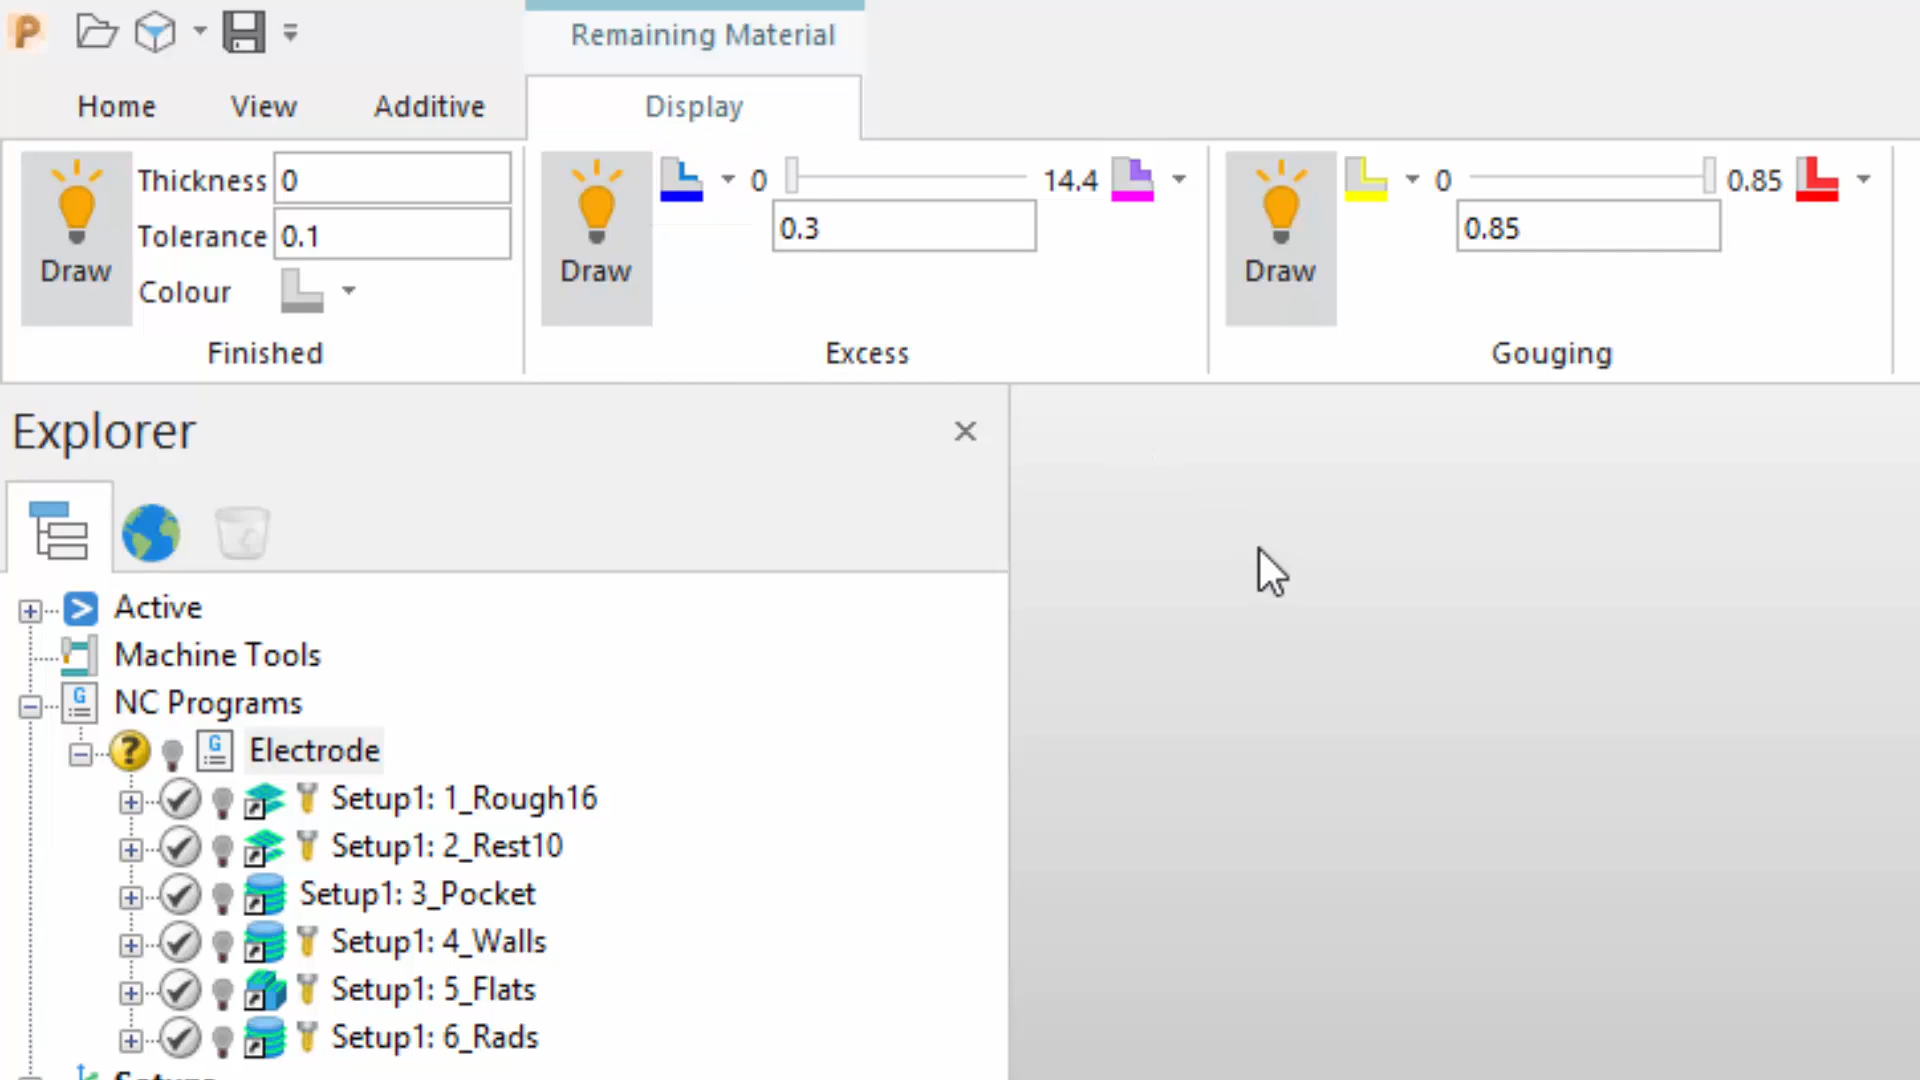 P
Remaining Material
Home View Additive Display
Thickness 0
Tolerance 0.1
Colour
Draw
Finished
Draw
0 14.4
0.3
Excess
Draw
0 0.85
0.85
Gouging
Explorer
Active
Machine Tools
NC Programs
Electrode
Setup1: 1_Rough16
Setup1: 2_Rest10
Setup1: 3_Pocket
Setup1: 4_Walls
Setup1: 5_Flats
Setup1: 6_Rads